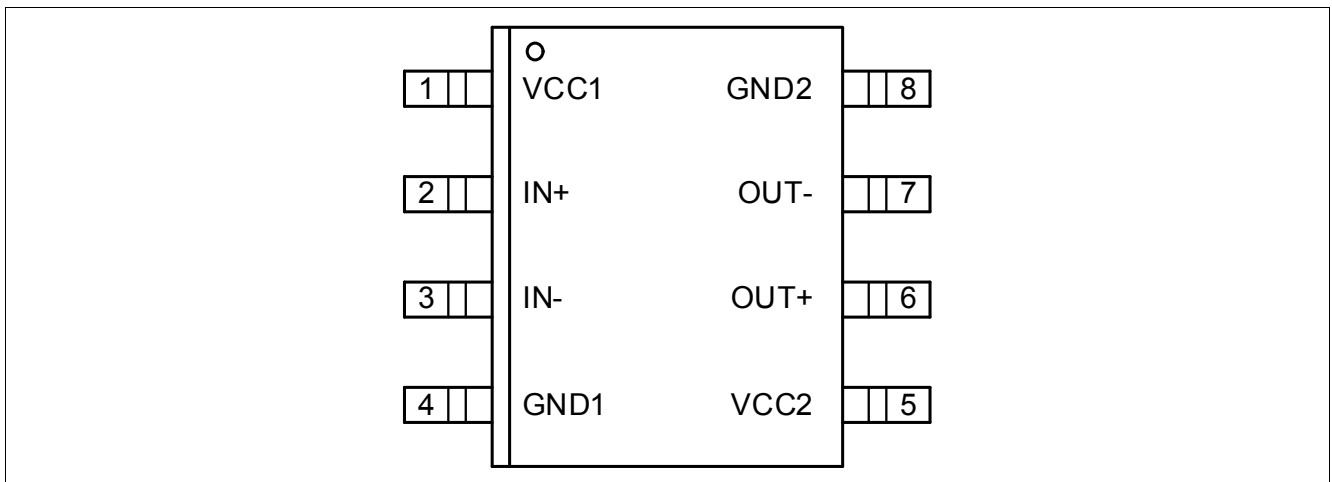 1 VCC1 GND2 8
2 IN+ OUT- 7
3 IN- OUT+ 6
4 GND1 VCC2 5